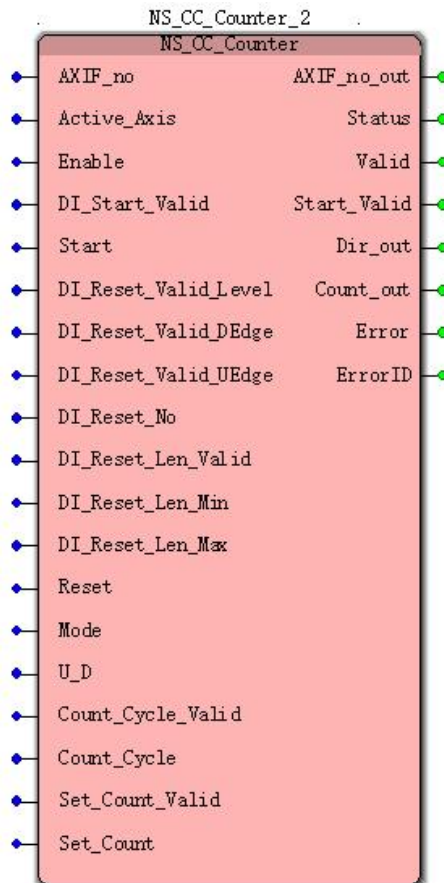 NS_CC_Counter_2
NS_CC_Counter
AXIF_no AXIF_no_out
Active_Axis Status
Enable Valid
DI_Start_Valid Start_Valid
Start Dir_out
DI_Reset_Valid_Level Count_out
DI_Reset_Valid_DEdge Error
DI_Reset_Valid_UEdge ErrorID
DI_Reset_No
DI_Reset_Len_Valid
DI_Reset_Len_Min
DI_Reset_Len_Max
Reset
Mode
U_D
Count_Cycle_Valid
Count_Cycle
Set_Count_Valid
Set_Count